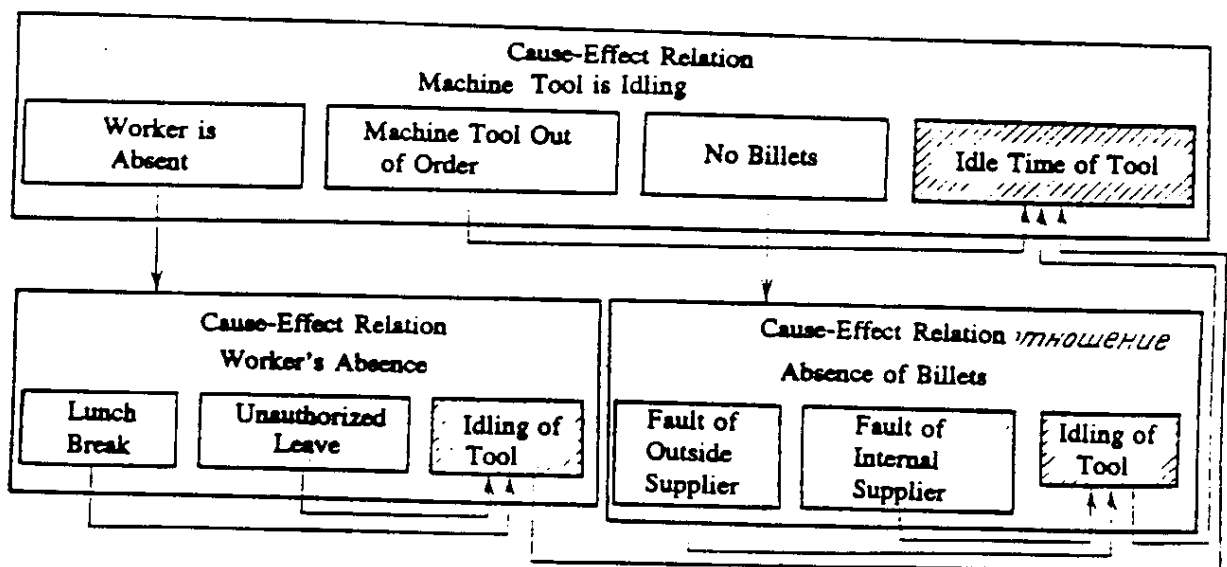 Cause-Effect Relation
Machine Tool is Idling
Worker is
Absent
Machine Tool Out
of Order
No Billets
Idle Time of Tool
Cause-Effect Relation
Worker's Absence
Lunch
Break
Unauthorized
Leave
Idling of
Tool
Cause-Effect Relation тношение
Absence of Billets
Fault of
Outside
Supplier
Fault of
Internal
Supplier
Idling of
Tool